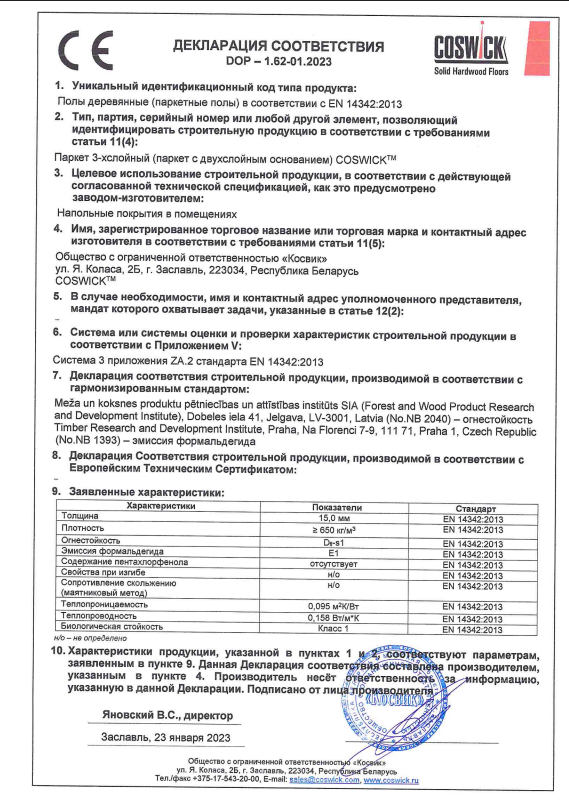 CE
ДЕКЛАРАЦИЯ СООТВЕТСТВИЯ
DOP – 1.62-01.2023
COSWICK
Solid Hardwood Floors
1. Уникальный идентификационный код типа продукта:
Полы деревянные (паркетные полы) в соответствии с EN 14342:2013
2. Тип, партия, серийный номер или любой другой элемент, позволяющий
идентифицировать строительную продукцию в соответствии с требованиями
статьи 11(4):
Паркет 3-хслойный (паркет с двухслойным основанием) COSWICK™
3. Целевое использование строительной продукции, в соответствии с действующей
согласованной технической спецификацией, как это предусмотрено
заводом-изготовителем:
Напольные покрытия в помещениях
4. Имя, зарегистрированное торговое название или торговая марка и контактный адрес
изготовителя в соответствии с требованиями статьи 11(5):
Общество с ограниченной ответственностью «Косвик»
ул. Я. Коласа, 2Б, г. Заславль, 223034, Республика Беларусь
COSWICK™
5. В случае необходимости, имя и контактный адрес уполномоченного представителя,
мандат которого охватывает задачи, указанные в статье 12(2):
–
6. Система или системы оценки и проверки характеристик строительной продукции в
соответствии с Приложением V:
Система 3 приложения ZA.2 стандарта EN 14342:2013
7. Декларация соответствия строительной продукции, производимой в соответствии с
гармонизированным стандартом:
Meža un koksnes produktu pētniecības un attīstības institūts SIA (Forest and Wood Product Research
and Development Institute), Dobeles iela 41, Jelgava, LV-3001, Latvia (No.NB 2040) – огнестойкость
Timber Research and Development Institute, Praha, Na Florenci 7-9, 111 71, Praha 1, Czech Republic
(No.NB 1393) – эмиссия формальдегида
8. Декларация Соответствия строительной продукции, производимой в соответствии с
Европейским Техническим Сертификатом:
–
9. Заявленные характеристики:
Характеристики Показатели Стандарт
Толщина 15,0 мм EN 14342:2013
Плотность ≥ 650 кг/м³ EN 14342:2013
Огнестойкость Dfl-s1 EN 14342:2013
Эмиссия формальдегида E1 EN 14342:2013
Содержание пентахлорфенола отсутствует EN 14342:2013
Свойства при изгибе н/о EN 14342:2013
Сопротивление скольжению н/о EN 14342:2013
(маятниковый метод)
Теплопроницаемость 0,095 м²К/Вт EN 14342:2013
Теплопроводность 0,158 Вт/м*К EN 14342:2013
Биологическая стойкость Класс 1 EN 14342:2013
н/о – не определено
10. Характеристики продукции, указанной в пунктах 1 и 2, соответствуют параметрам,
заявленным в пункте 9. Данная Декларация соответствия составлена производителем,
указанным в пункте 4. Производитель несёт ответственность за информацию,
указанную в данной Декларации. Подписано от лица производителя
«Косвик»
Яновский В.С., директор
Заславль, 23 января 2023
Общество с ограниченной ответственностью «Косвик»
ул. Я. Коласа, 2Б, г. Заславль, 223034, Республика Беларусь
Тел./факс +375-17-543-20-00, E-mail: sales@coswick.com, www.coswick.ru